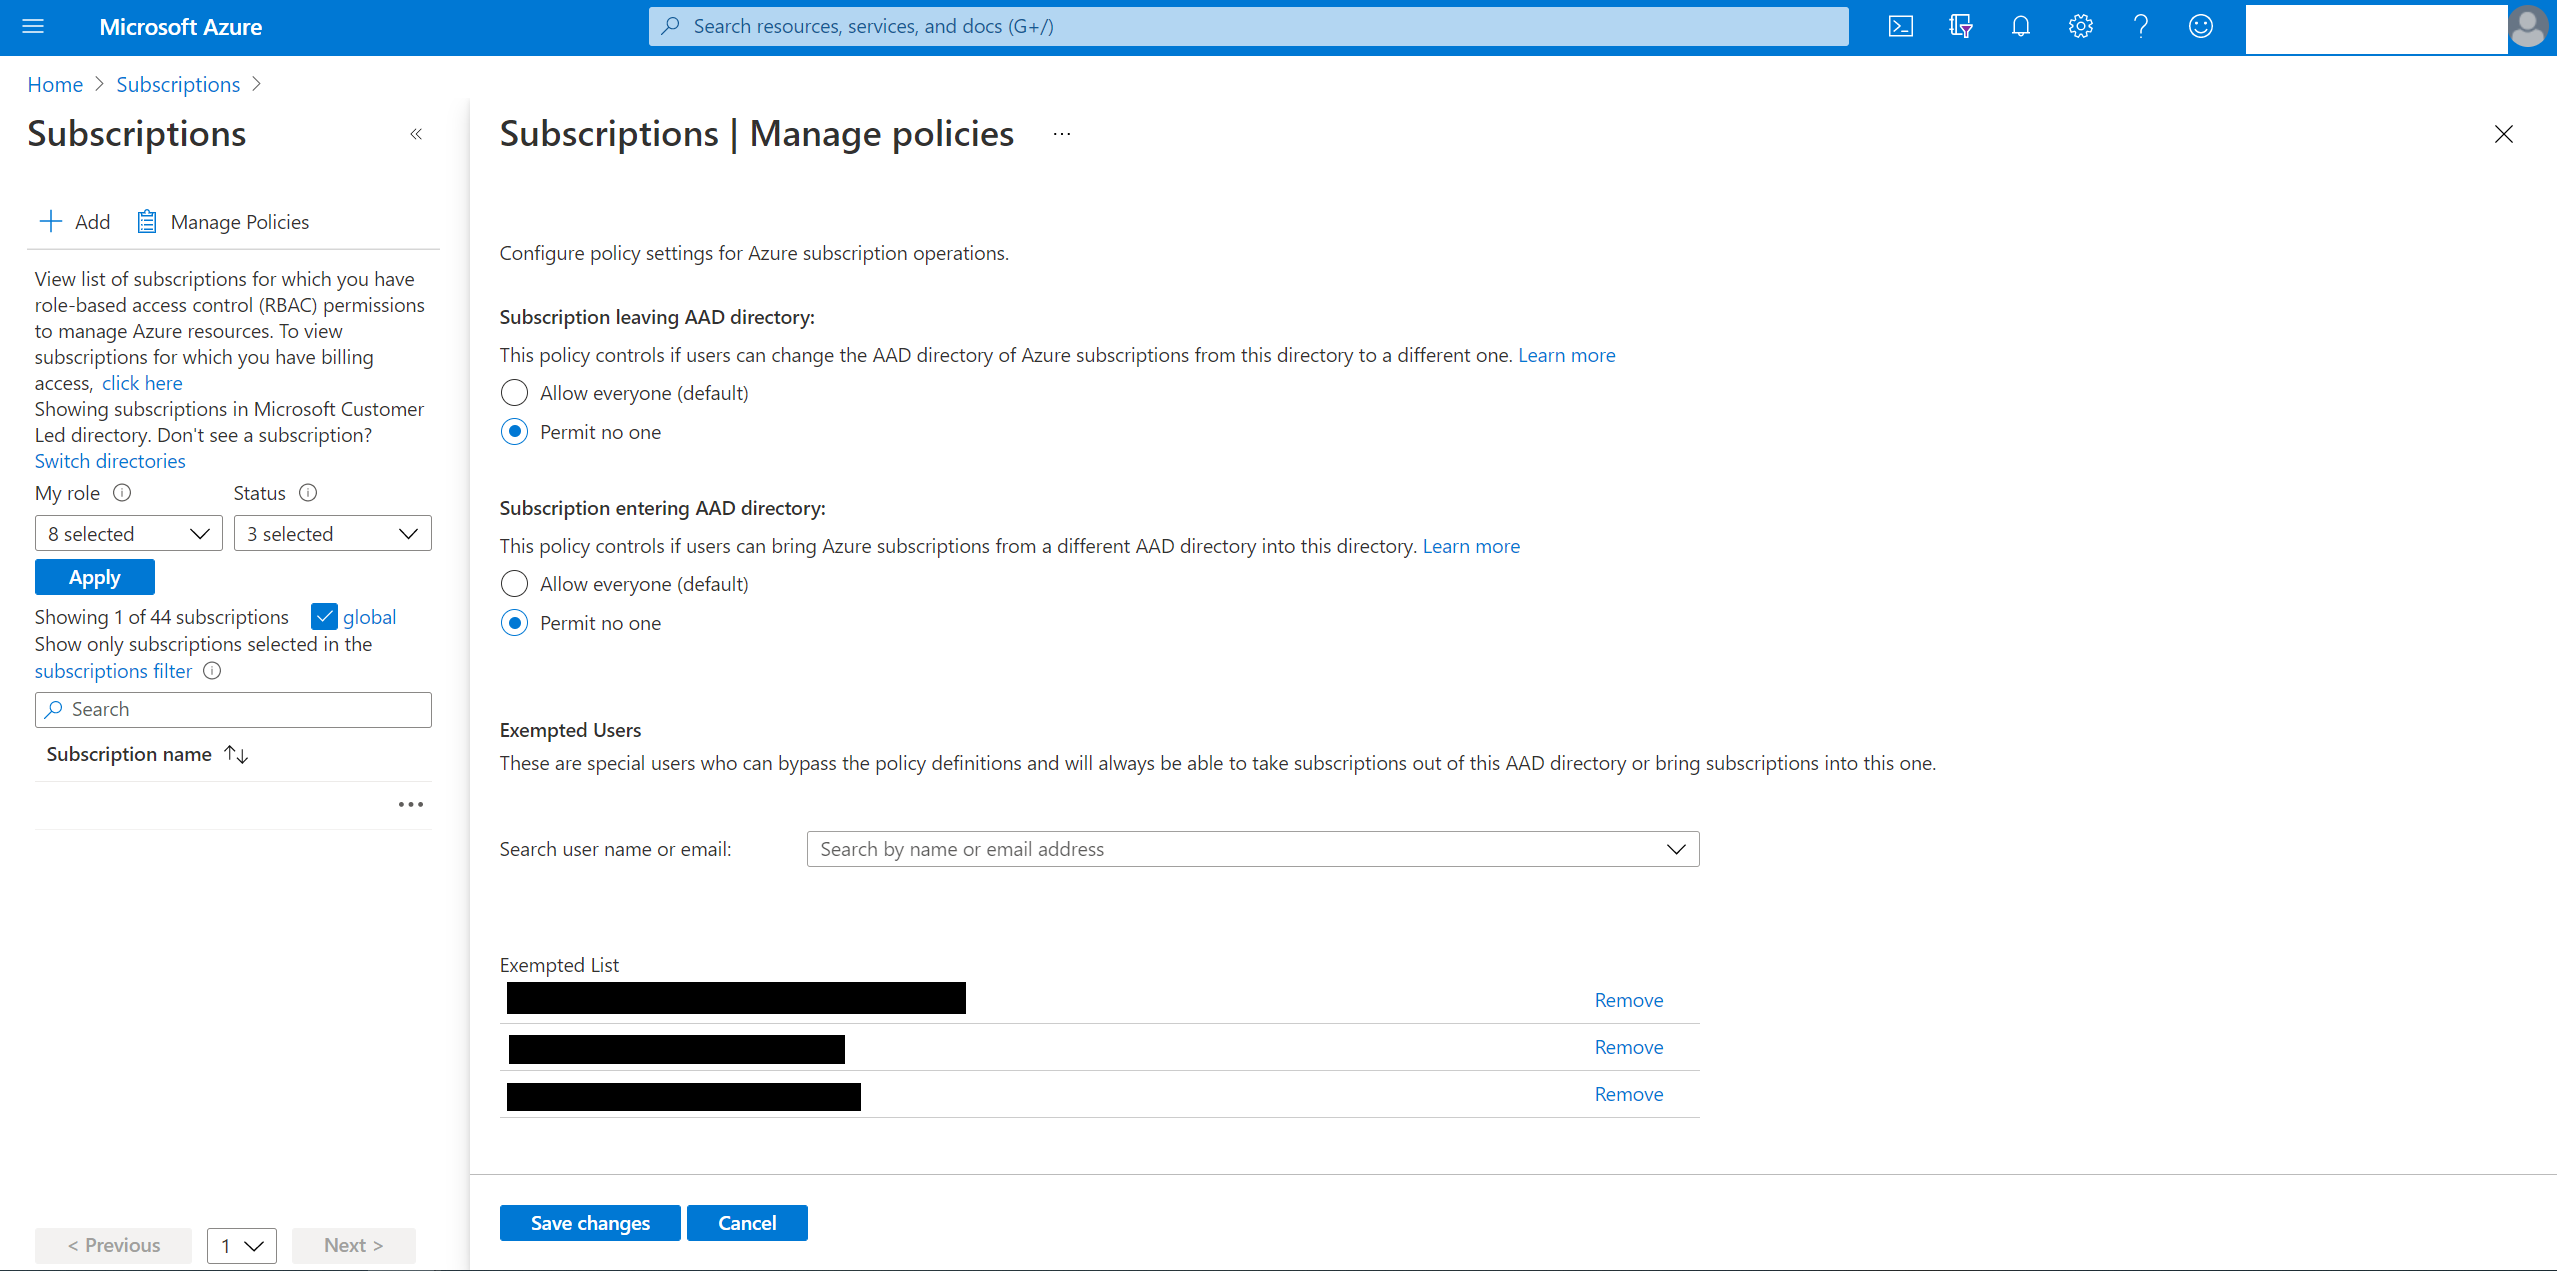 Microsoft Azure
Search resources, services, and docs (G+/)
Home > Subscriptions >
Subscriptions
«
+ Add
Manage Policies
View list of subscriptions for which you have
role-based access control (RBAC) permissions
to manage Azure resources. To view
subscriptions for which you have billing
access, click here
Showing subscriptions in Microsoft Customer
Led directory. Don't see a subscription?
Switch directories
My role
Status
8 selected
3 selected
Apply
Showing 1 of 44 subscriptions
global
Show only subscriptions selected in the
subscriptions filter
Search
Subscription name
< Previous
1
Next >
Subscriptions | Manage policies
Configure policy settings for Azure subscription operations.
Subscription leaving AAD directory:
This policy controls if users can change the AAD directory of Azure subscriptions from this directory to a different one. Learn more
Allow everyone (default)
Permit no one
Subscription entering AAD directory:
This policy controls if users can bring Azure subscriptions from a different AAD directory into this directory. Learn more
Allow everyone (default)
Permit no one
Exempted Users
These are special users who can bypass the policy definitions and will always be able to take subscriptions out of this AAD directory or bring subscriptions into this one.
Search user name or email:
Search by name or email address
Exempted List
Remove
Remove
Remove
Save changes
Cancel